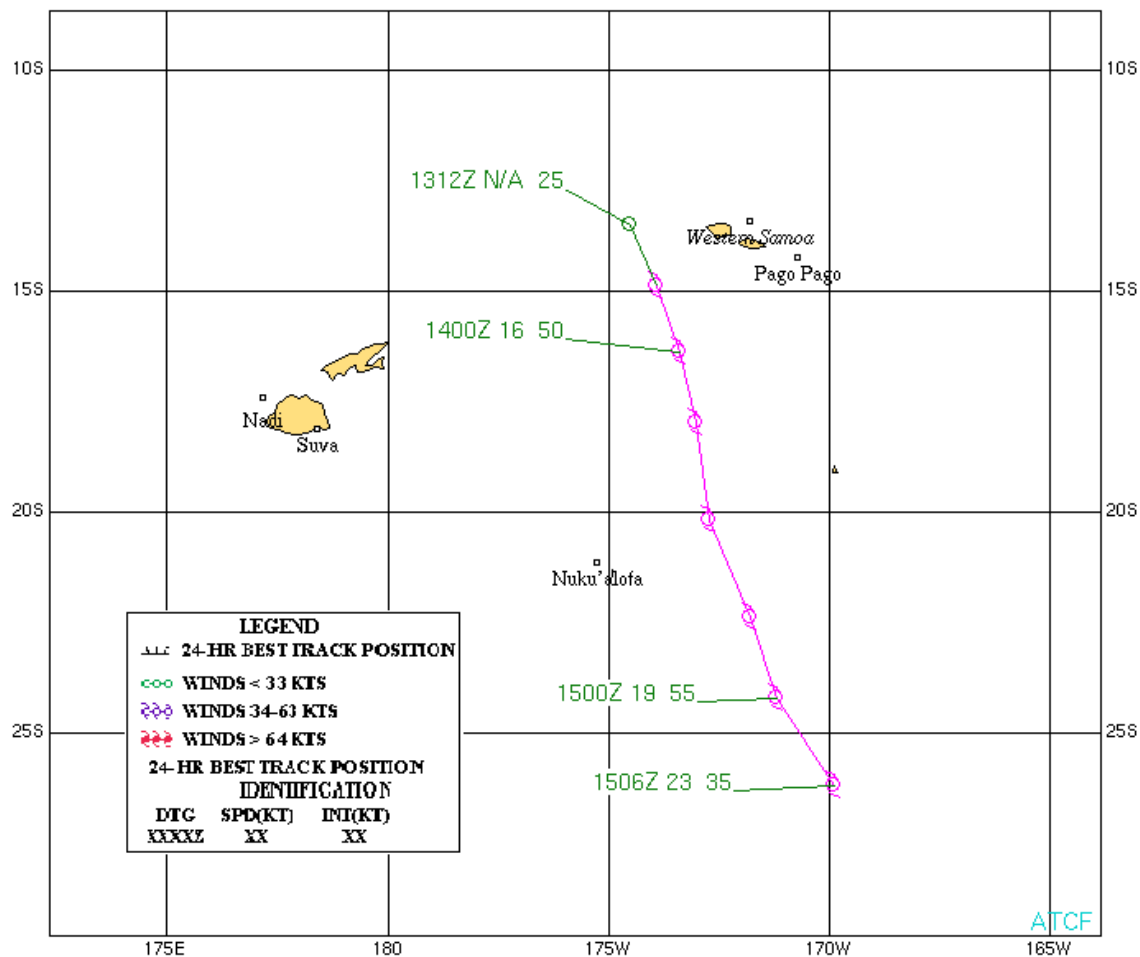 10S
10S
1312Z N/A 25
Western Samoa
Pago Pago
15S
15S
1400Z 16 50
Nadi
Suva
20S
20S
Nuku'alofa
LEGEND
24-HR BEST TRACK POSITION
WINDS < 33 KTS
WINDS 34-63 KTS
WINDS > 64 KTS
24-HR BEST TRACK POSITION
IDENTIFICATION
DTG SPD(KT) INT(KT)
XXXXZ XX XX
1500Z 19 55
25S
25S
1506Z 23 35
ATCF
175E 180 175W 170W 165W